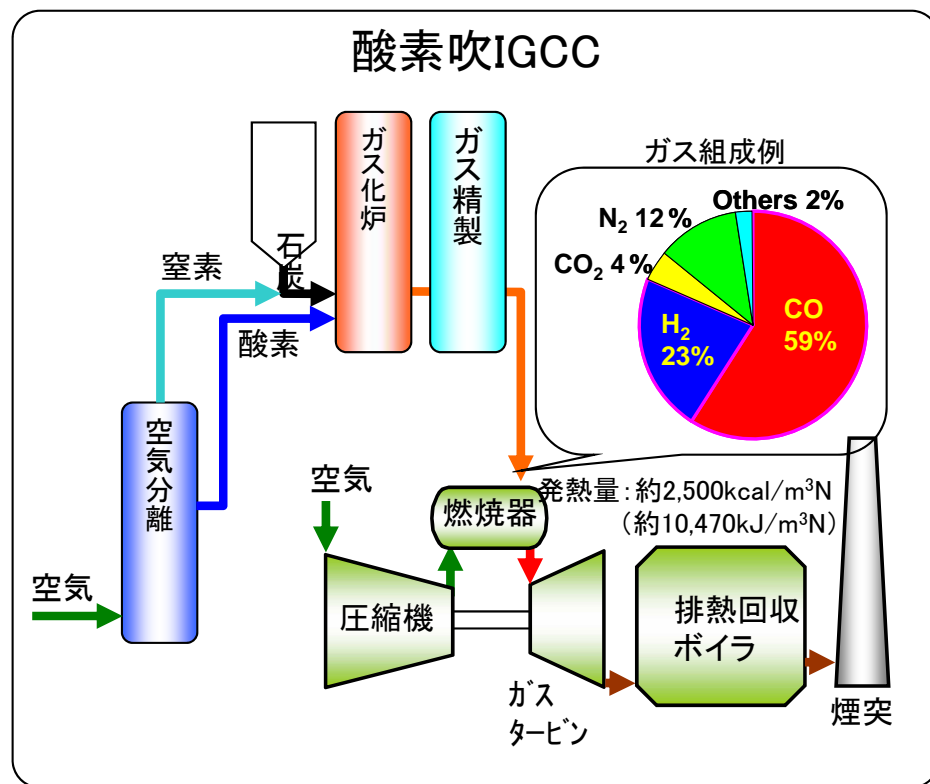 酸素吹IGCC
石炭
ガス化炉
ガス精製
ガス組成例
Others 2%
N₂ 12%
CO₂ 4%
CO
59%
H₂
23%
窒素
酸素
空気分離
空気
空気
燃焼器
発熱量：約2,500kcal/m³N
（約10,470kJ/m³N）
圧縮機
ガス
タービン
排熱回収
ボイラ
煙突